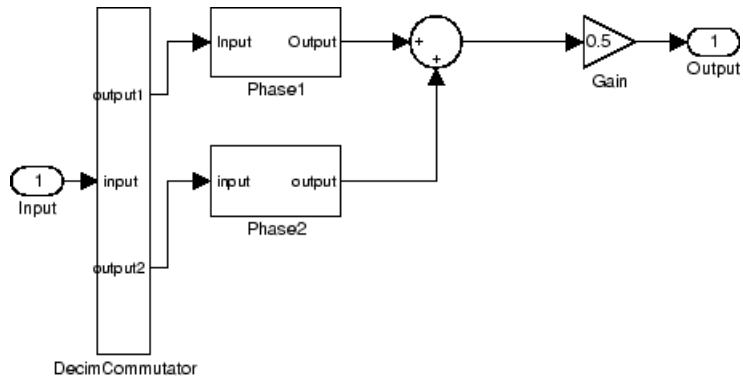 Input Output
Phase1
+
+
0.5
Gain
1
Output
output1
input
output2
DecimCommutator
1
Input
input output
Phase2